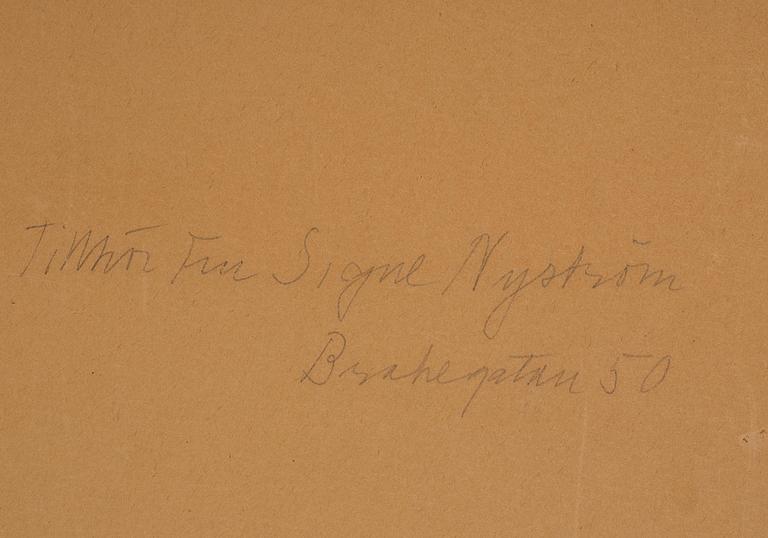 Tillhör Fru Signe Nyström
Brahegatan 50